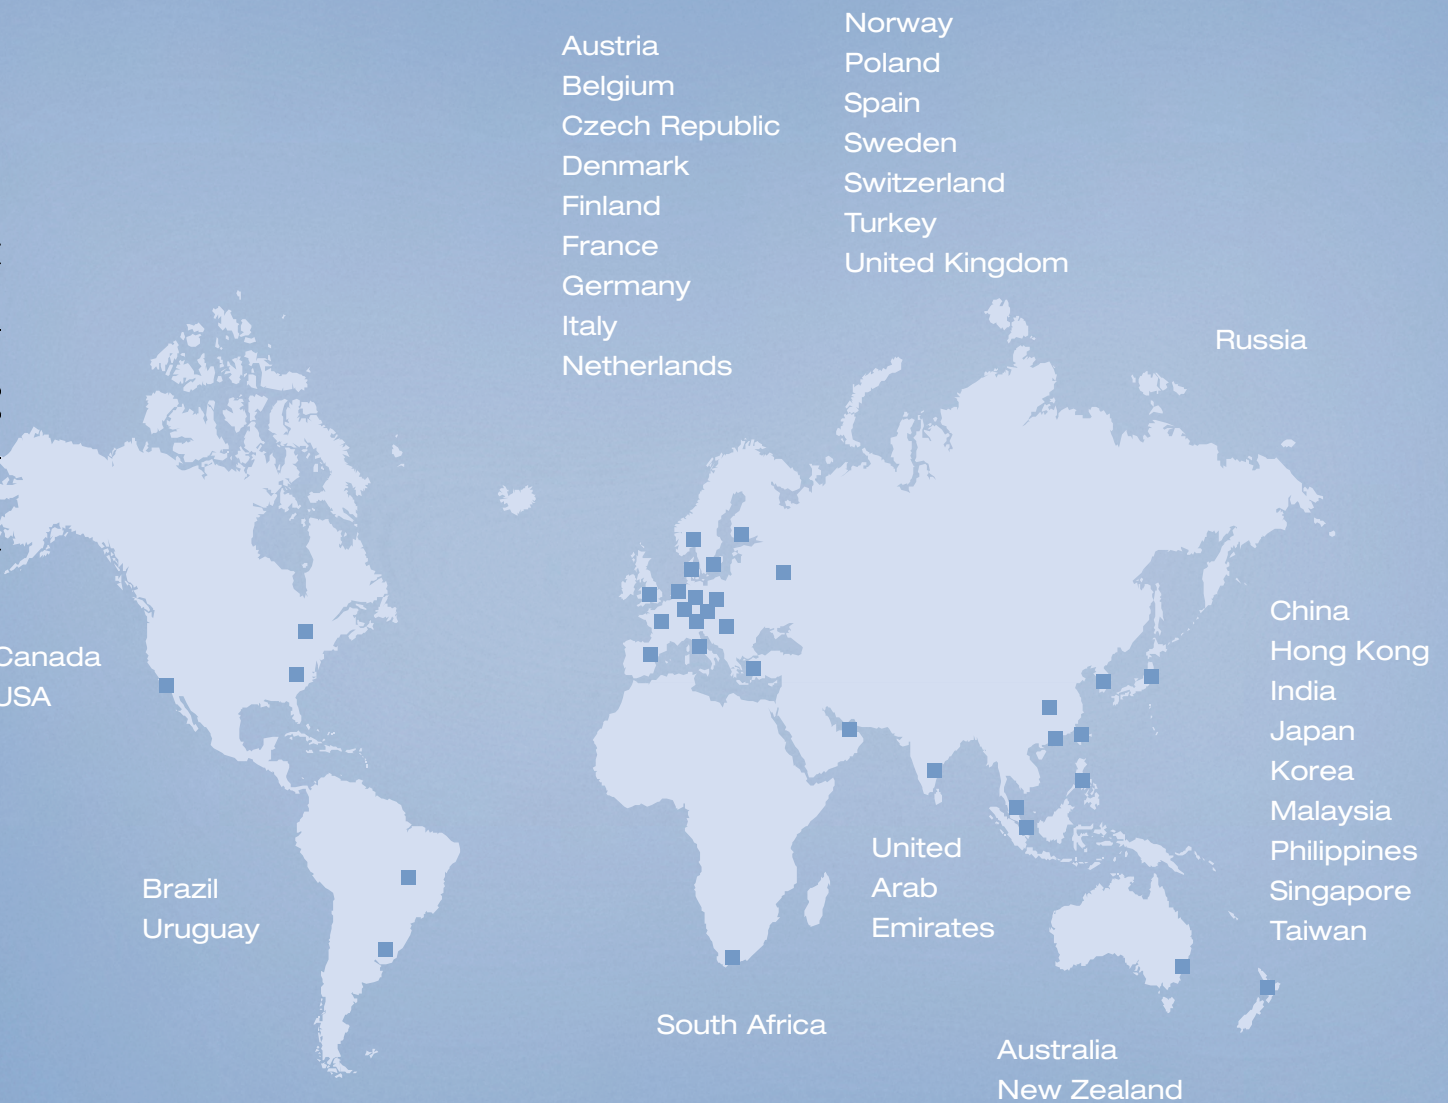 Austria
Belgium
Czech Republic
Denmark
Finland
France
Germany
Italy
Netherlands
Norway
Poland
Spain
Sweden
Switzerland
Turkey
United Kingdom
Russia
Canada
USA
China
Hong Kong
India
Japan
Korea
Malaysia
Philippines
Singapore
Taiwan
Brazil
Uruguay
United
Arab
Emirates
South Africa
Australia
New Zealand